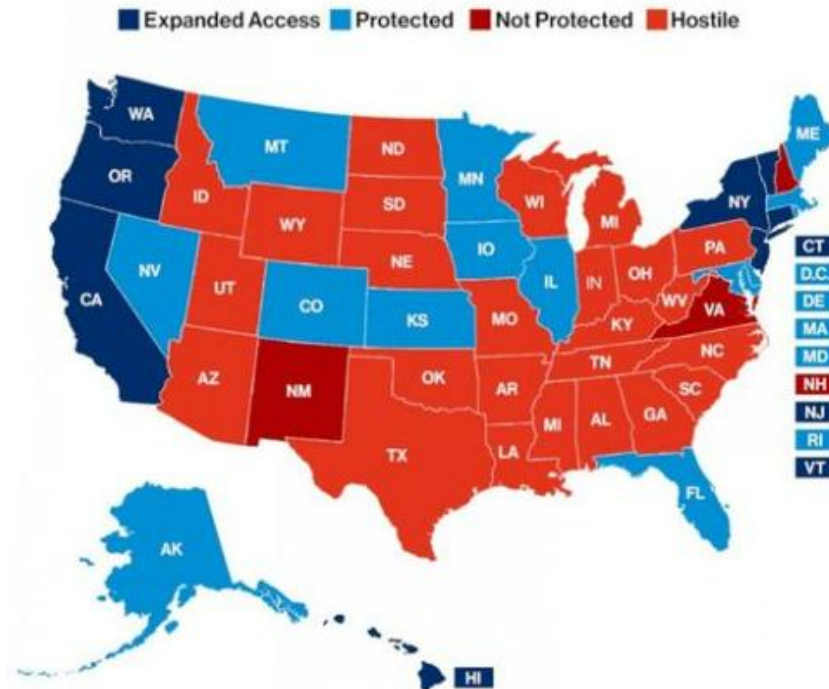 Expanded Access Protected Not Protected Hostile
WA
MT
ND
ME
OR
MN
ID
WI
NY
SD
MI
WY
CT
IO
PA
NE
D.C.
NV
IL
IN
OH
UT
DE
CA
CO
WV
VA
KS
MO
KY
MA
MD
NC
TN
OK
AZ
NM
AR
SC
NH
MI
AL
GA
NJ
TX
LA
RI
VT
FL
AK
HI